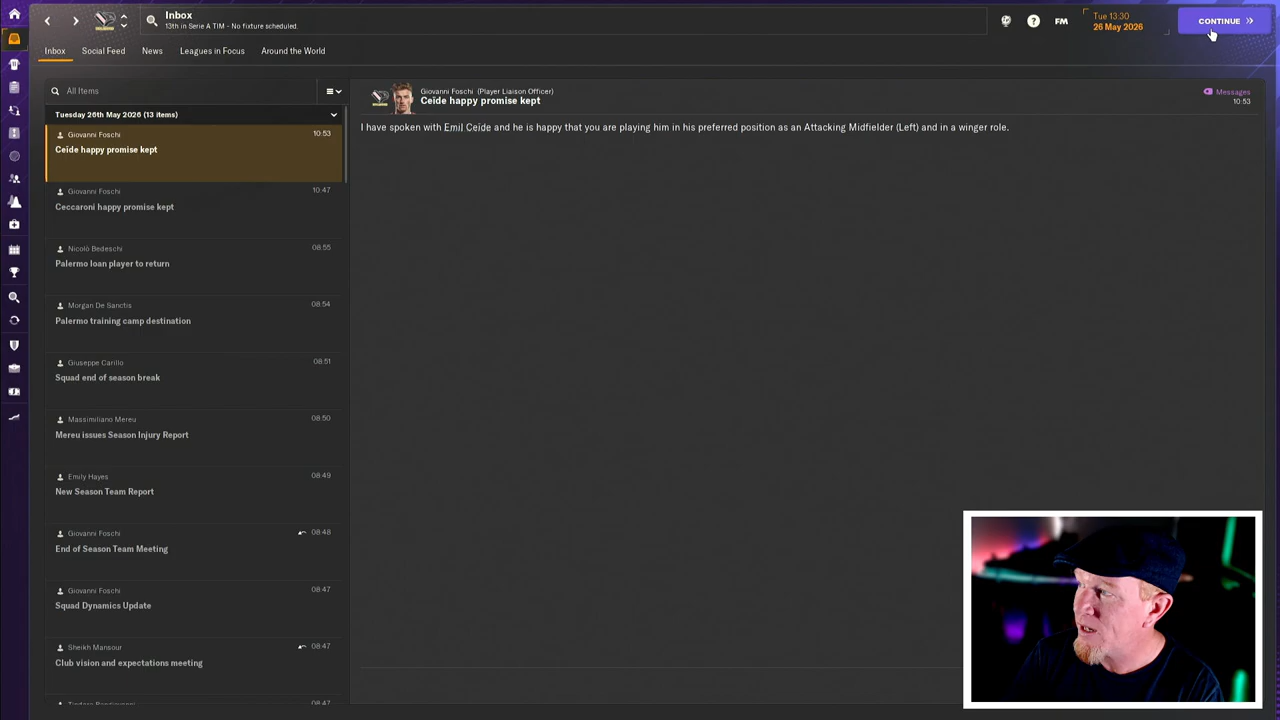 Inbox
13th in Serie A TIM - No fixture scheduled.
FM
Tue 13:30
26 May 2026
CONTINUE
Inbox
Social Feed
News
Leagues in Focus
Around the World
All Items
Tuesday 26th May 2026 (13 items)
Giovanni Foschi
10:53
Ceïde happy promise kept
Giovanni Foschi
10:47
Ceccaroni happy promise kept
Nicolò Bedeschi
08:55
Palermo loan player to return
Morgan De Sanctis
08:54
Palermo training camp destination
Giuseppe Carillo
08:51
Squad end of season break
Massimiliano Mereu
08:50
Mereu issues Season Injury Report
Emily Hayes
08:49
New Season Team Report
Giovanni Foschi
08:48
End of Season Team Meeting
Giovanni Foschi
08:47
Squad Dynamics Update
Sheikh Mansour
08:47
Club vision and expectations meeting
08:47
Giovanni Foschi (Player Liaison Officer)
Ceïde happy promise kept
Messages
10:53
I have spoken with Emil Ceïde and he is happy that you are playing him in his preferred position as an Attacking Midfielder (Left) and in a winger role.